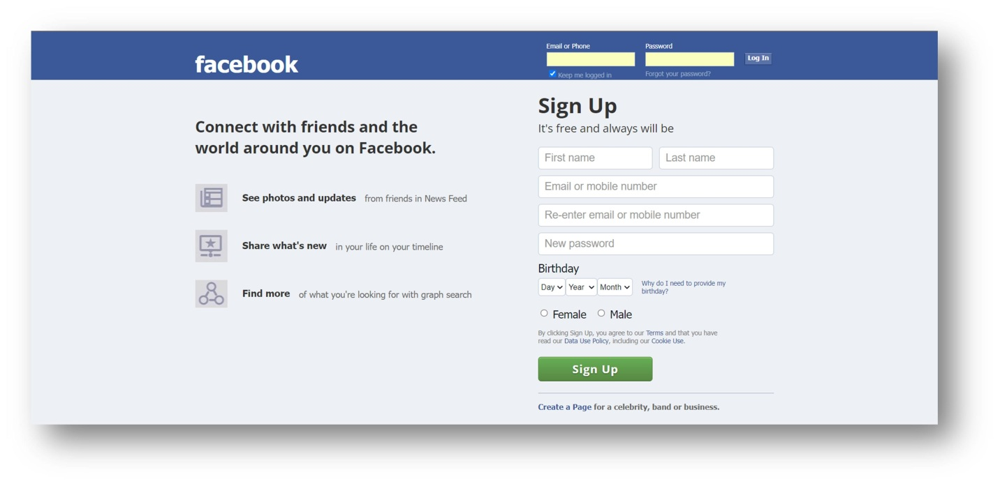 facebook
Email or Phone
Password
Log In
Keep me logged in
Forgot your password?
Connect with friends and the
world around you on Facebook.
See photos and updates from friends in News Feed
Share what's new in your life on your timeline
Find more of what you're looking for with graph search
Sign Up
It's free and always will be
First name
Last name
Email or mobile number
Re-enter email or mobile number
New password
Birthday
Day Year Month
Why do I need to provide my
birthday?
Female Male
By clicking Sign Up, you agree to our Terms and that you have
read our Data Use Policy, including our Cookie Use.
Sign Up
Create a Page for a celebrity, band or business.